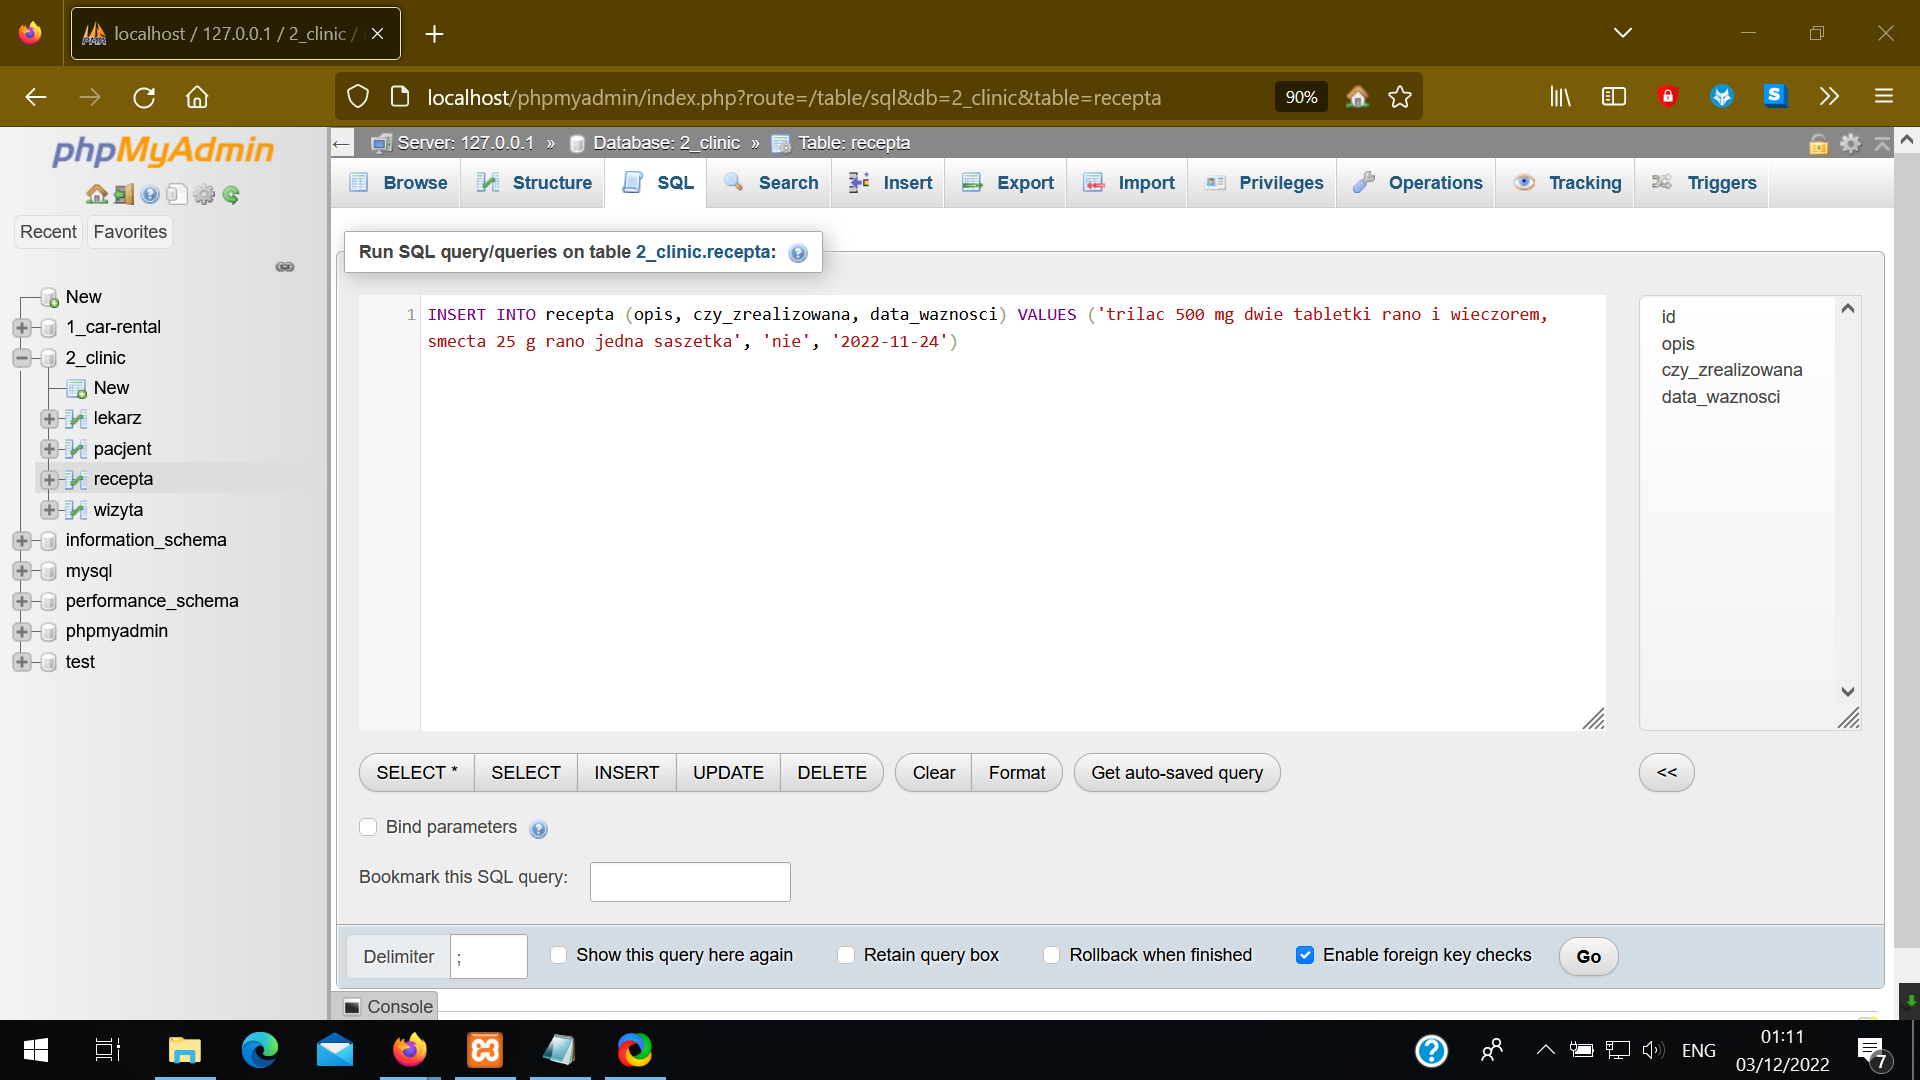 localhost / 127.0.0.1 / 2_clinic /
localhost/phpmyadmin/index.php?route=/table/sql&db=2_clinic&table=recepta
90%
phpMyAdmin
Recent
Favorites
New
1_car-rental
2_clinic
New
lekarz
pacjent
recepta
wizyta
information_schema
mysql
performance_schema
phpmyadmin
test
Server: 127.0.0.1 » Database: 2_clinic » Table: recepta
Browse
Structure
SQL
Search
Insert
Export
Import
Privileges
Operations
Tracking
Triggers
Run SQL query/queries on table 2_clinic.recepta:
1 INSERT INTO recepta (opis, czy_zrealizowana, data_waznosci) VALUES ('trilac 500 mg dwie tabletki rano i wieczorem,
smecta 25 g rano jedna saszetka', 'nie', '2022-11-24')
id
opis
czy_zrealizowana
data_waznosci
SELECT *
SELECT
INSERT
UPDATE
DELETE
Clear
Format
Get auto-saved query
<<
Bind parameters
Bookmark this SQL query:
Delimiter ;
Show this query here again
Retain query box
Rollback when finished
Enable foreign key checks
Go
Console
ENG
01:11
03/12/2022
7